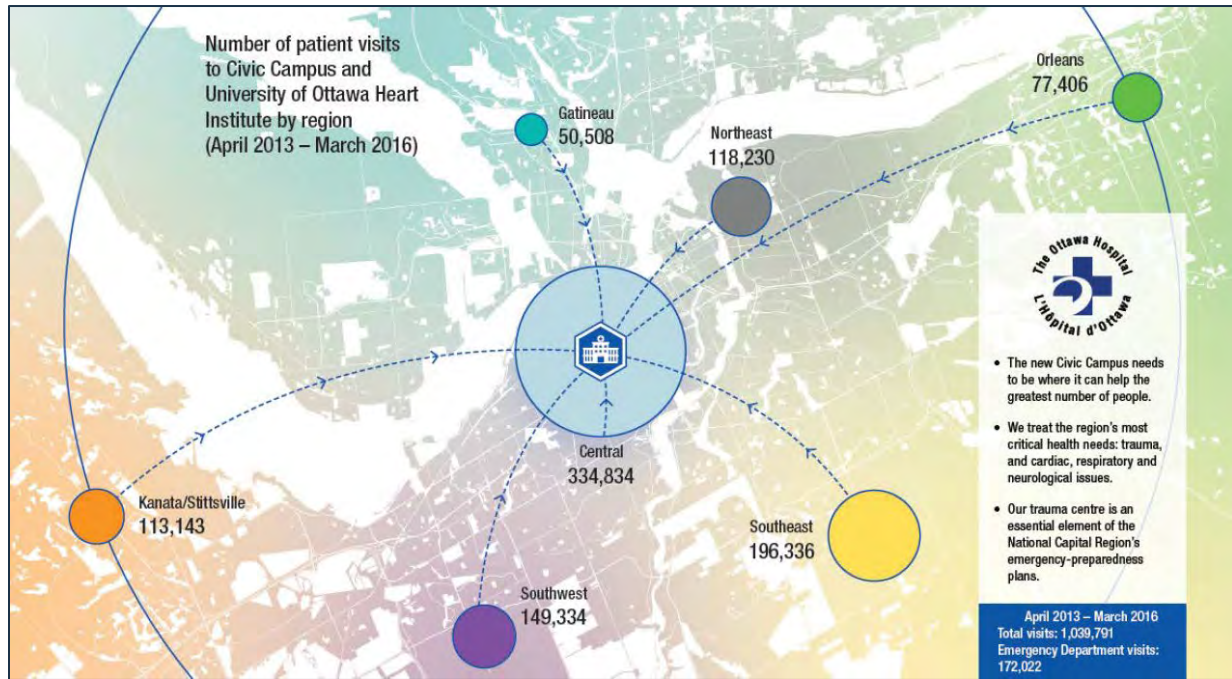 Number of patient visits
to Civic Campus and
University of Ottawa Heart
Institute by region
(April 2013 – March 2016)
Gatineau
50,508
Northeast
118,230
Orleans
77,406
Central
334,834
Kanata/Stittsville
113,143
Southwest
149,334
Southeast
196,336
The Ottawa Hospital
L'Hôpital d'Ottawa
• The new Civic Campus needs
to be where it can help the
greatest number of people.
• We treat the region's most
critical health needs: trauma,
and cardiac, respiratory and
neurological issues.
• Our trauma centre is an
essential element of the
National Capital Region's
emergency-preparedness
plans.
April 2013 – March 2016
Total visits: 1,039,791
Emergency Department visits:
172,022